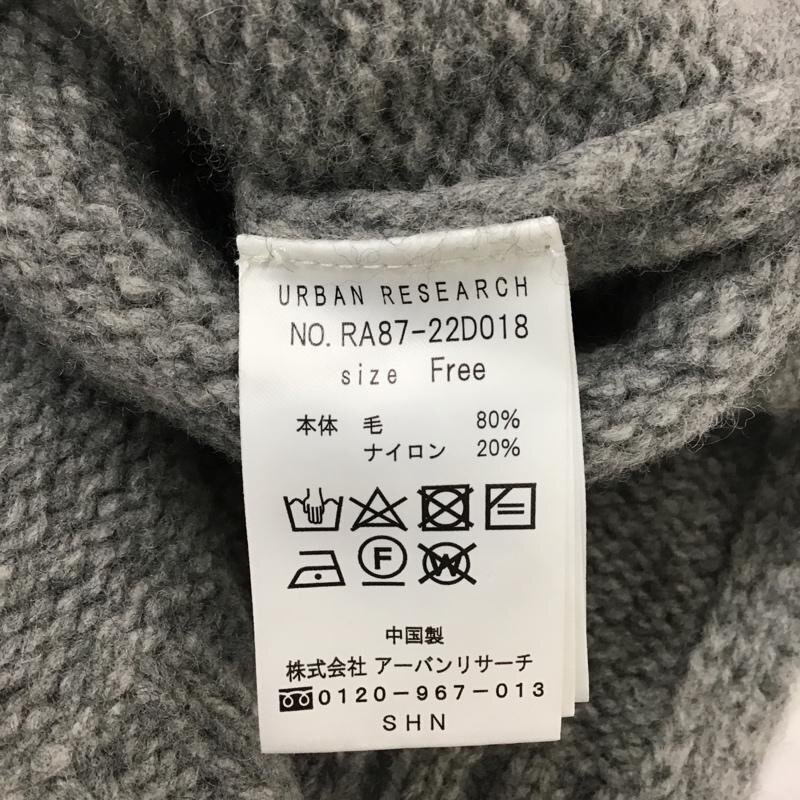 URBAN RESEARCH
NO. RA87-22D018
size Free
本体 毛 80%
ナイロン 20%
F W
中国製
株式会社 アーバンリサーチ
0120-967-013
SHN